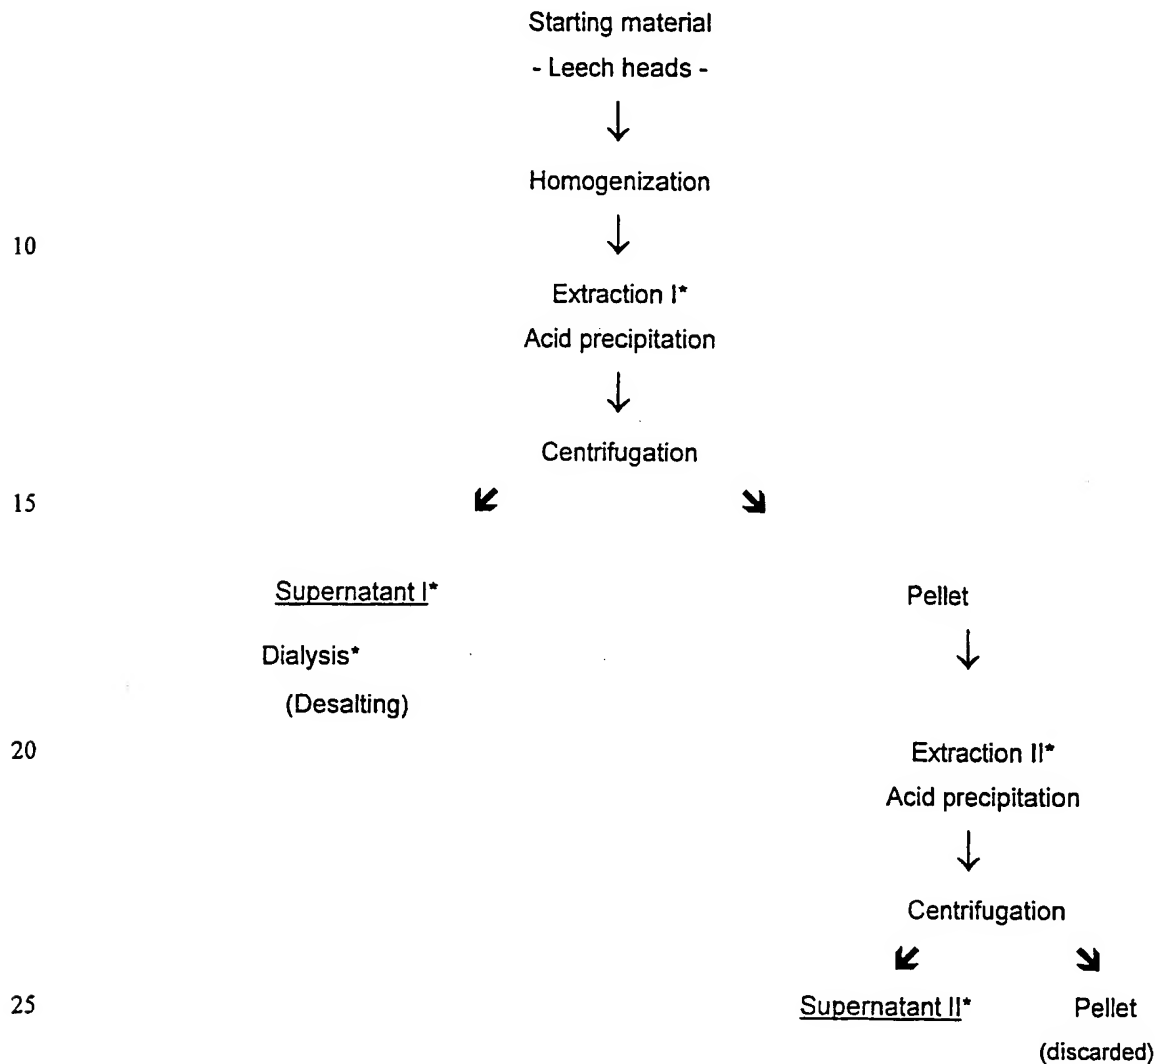 Starting material
- Leech heads -
Homogenization
10
Extraction I*
Acid precipitation
Centrifugation
15
Supernatant I*
Pellet
Dialysis*
(Desalting)
20
Extraction II*
Acid precipitation
Centrifugation
25
Supernatant II*
Pellet
(discarded)